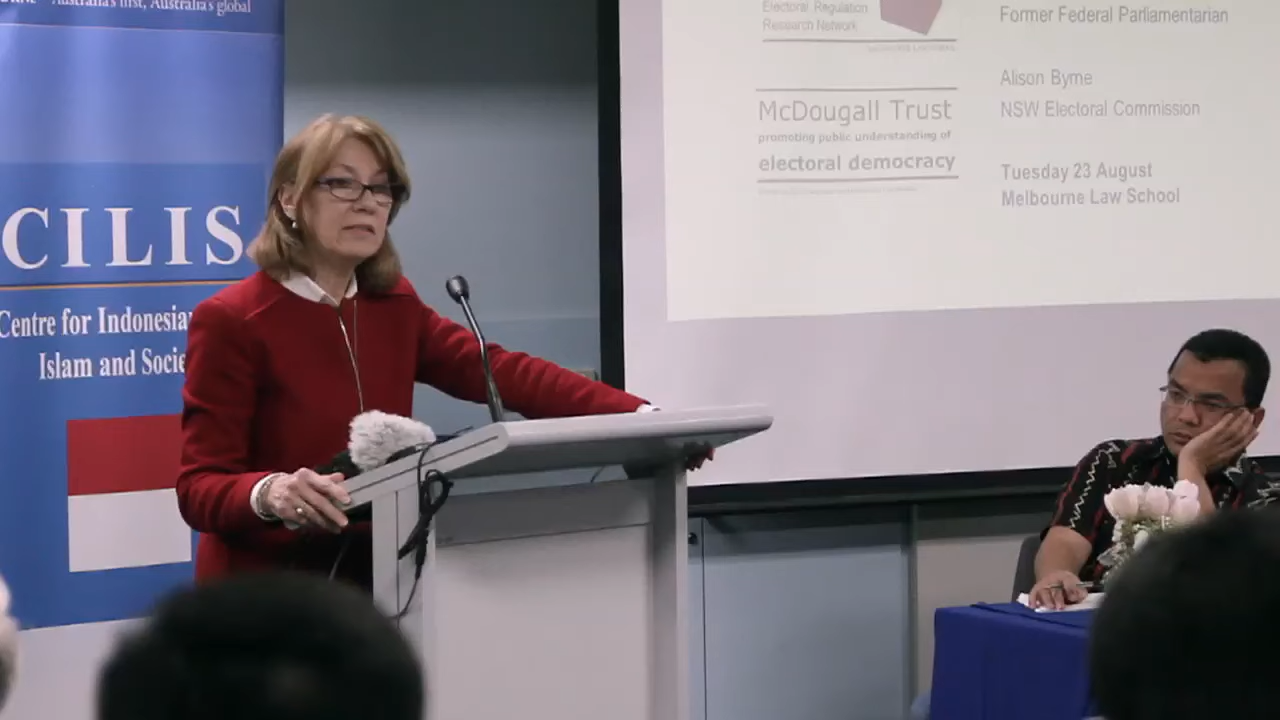 Australia's first, Australia's global
CILIS
Centre for Indonesian
Islam and Socie
Electoral Regulation
Research Network
McDougall Trust
promoting public understanding of
electoral democracy
Former Federal Parliamentarian
Alison Byrne
NSW Electoral Commission
Tuesday 23 August
Melbourne Law School